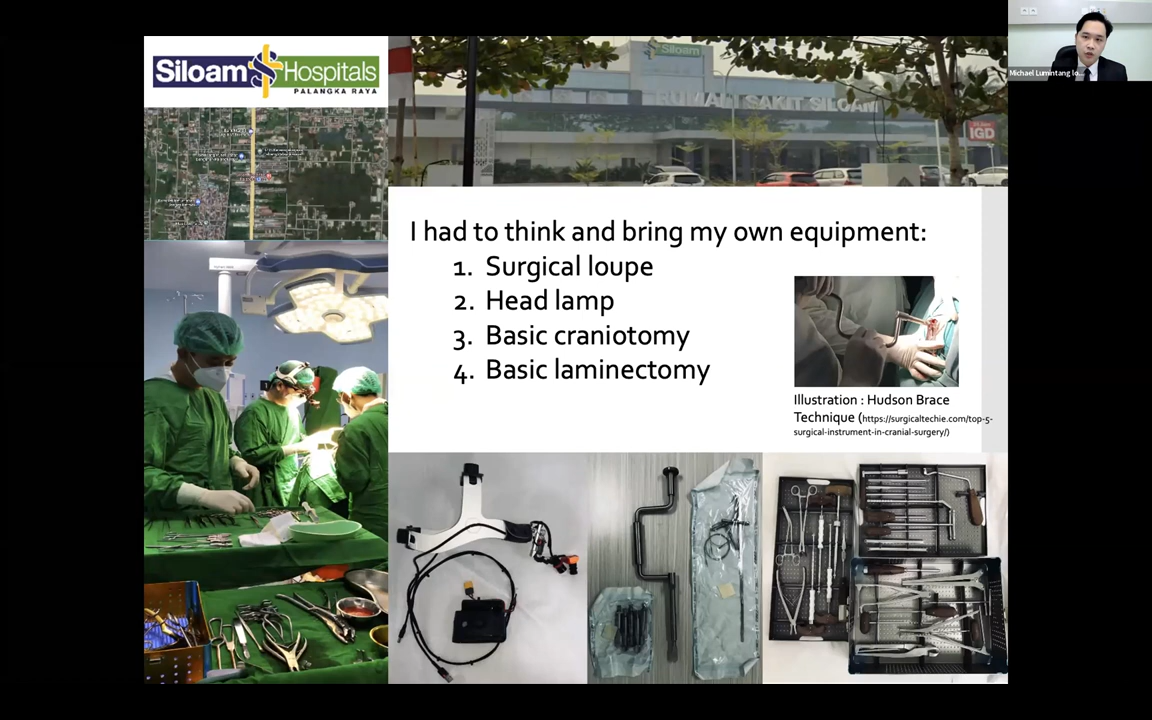 Siloam Hospitals
PALANGKA RAYA
Siloam
RUMAH SAKIT SILOAM
IGD
Michael Lumintang lo...
I had to think and bring my own equipment:
1. Surgical loupe
2. Head lamp
3. Basic craniotomy
4. Basic laminectomy
Illustration : Hudson Brace
Technique (https://surgicaltechie.com/top-5-
surgical-instrument-in-cranial-surgery/)